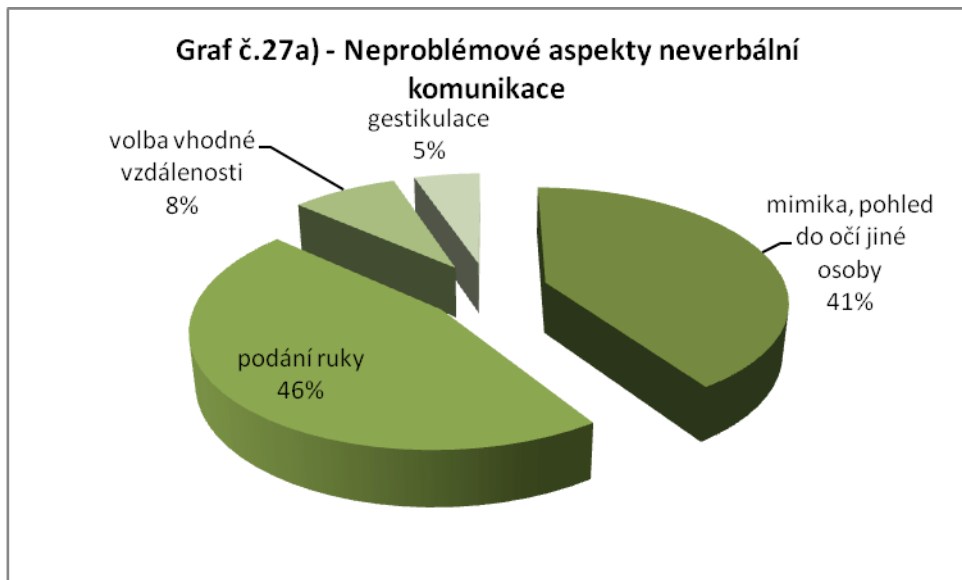 Graf č.27a) - Neproblémové aspekty neverbální
komunikace
gestikulace
5%
volba vhodné
vzdálenosti
8%
mimika, pohled
do očí jiné
osoby
41%
podání ruky
46%